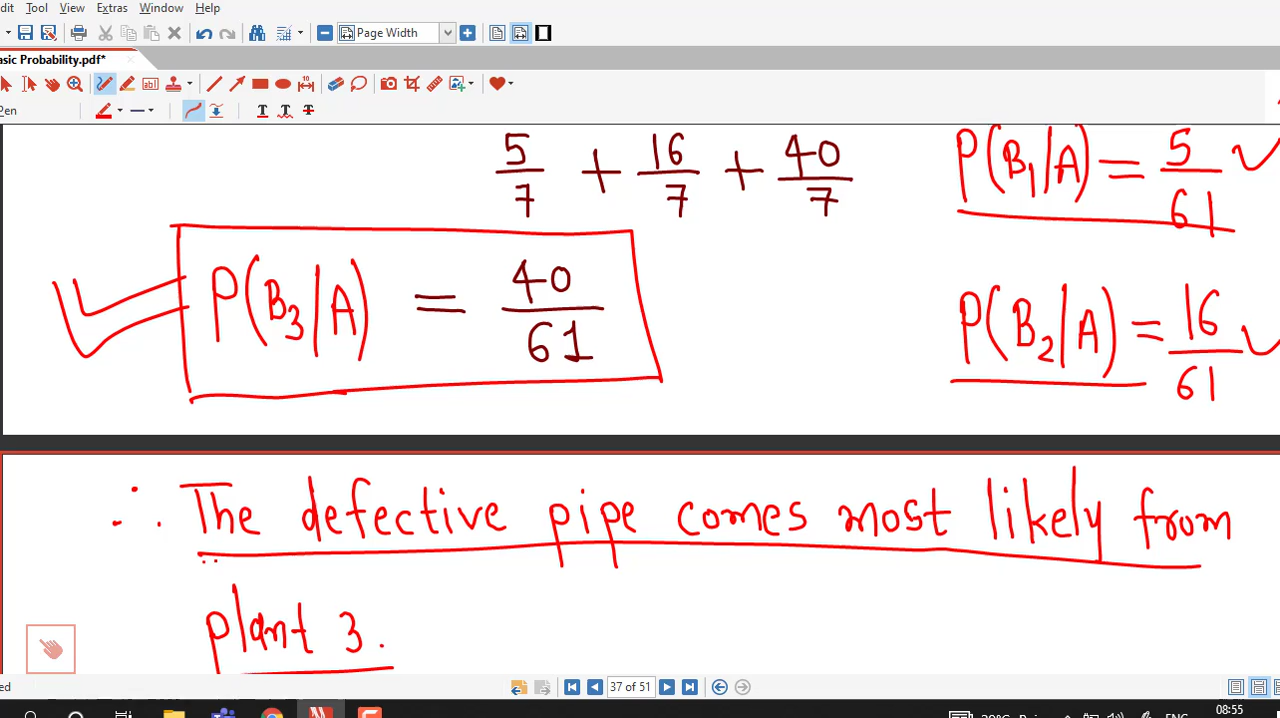 dit Tool View Extras Window Help
Page Width
asic Probability.pdf*
Pen
5/7 + 16/7 + 40/7
P(B₁|A) = 5/61
P(B₃|A) = 40/61
P(B₂|A) = 16/61
∴ The defective pipe comes most likely from
plant 3.
37 of 51
08:55
ENG